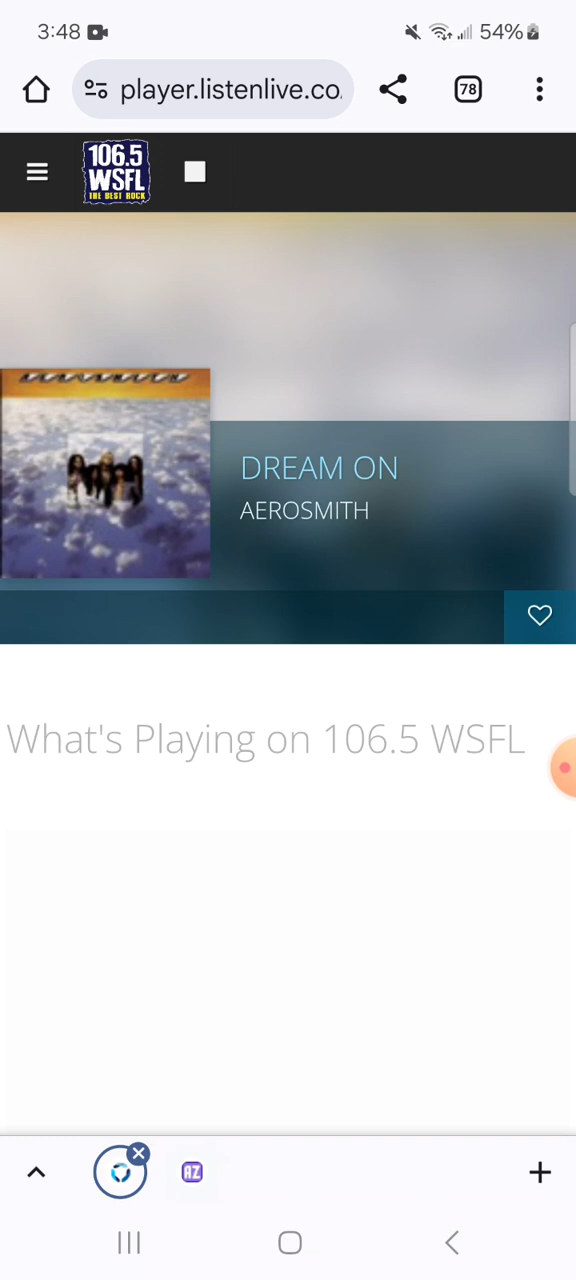 3:48
54%
player.listenlive.co
78
106.5
WSFL
THE BEST ROCK
DREAM ON
AEROSMITH
What's Playing on 106.5 WSFL
AZ